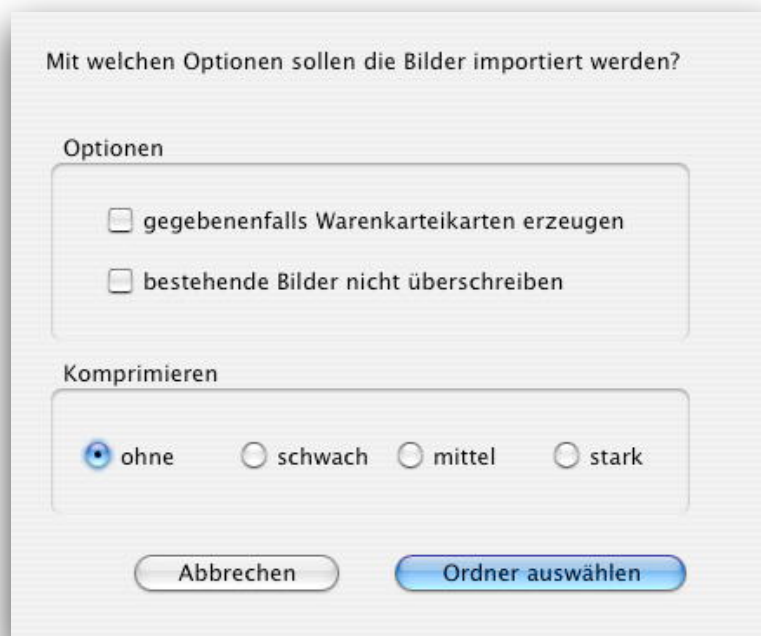 Mit welchen Optionen sollen die Bilder importiert werden?
Optionen
gegebenenfalls Warenkarteikarten erzeugen
bestehende Bilder nicht überschreiben
Komprimieren
ohne schwach mittel stark
Abbrechen Ordner auswählen